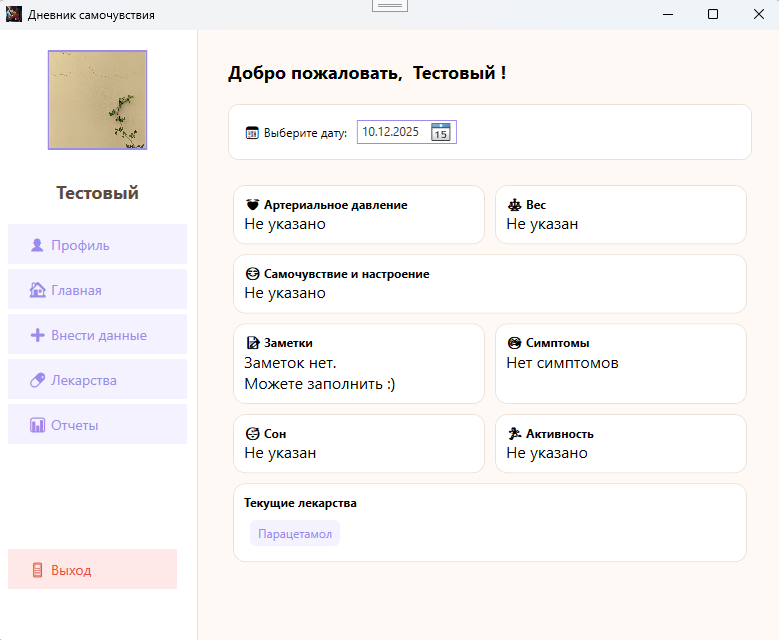 Дневник самочувствия
Добро пожаловать, Тестовый !
Выберите дату: 10.12.2025 15
Тестовый
Профиль
Главная
Внести данные
Лекарства
Отчеты
Выход
Артериальное давление
Не указано
Вес
Не указан
Самочувствие и настроение
Не указано
Заметки
Заметок нет.
Можете заполнить :)
Симптомы
Нет симптомов
Сон
Не указан
Активность
Не указано
Текущие лекарства
Парацетамол